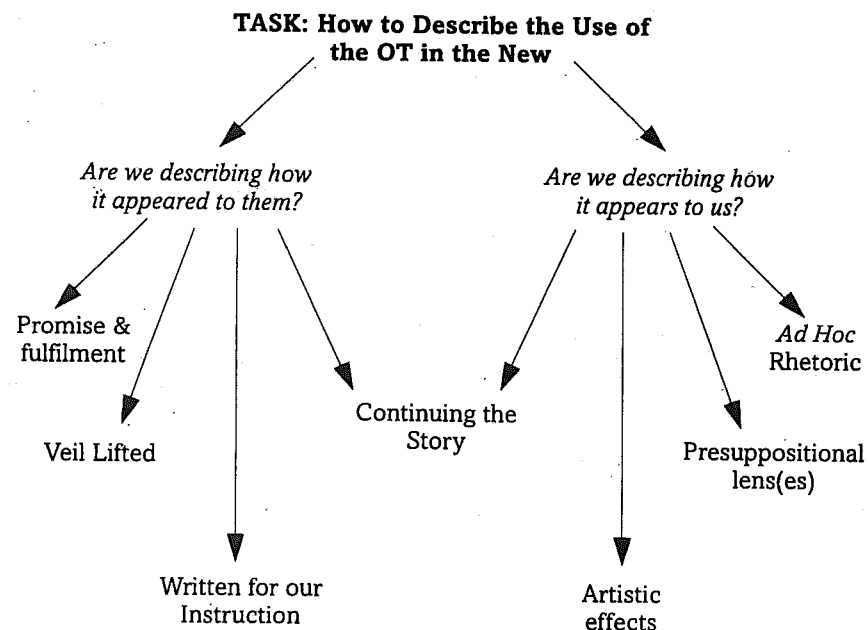 TASK: How to Describe the Use of
the OT in the New
Are we describing how
it appeared to them?
Are we describing how
it appears to us?
Promise &
fulfilment
Ad Hoc
Rhetoric
Continuing the
Story
Veil Lifted
Presuppositional
lens(es)
Written for our
Instruction
Artistic
effects